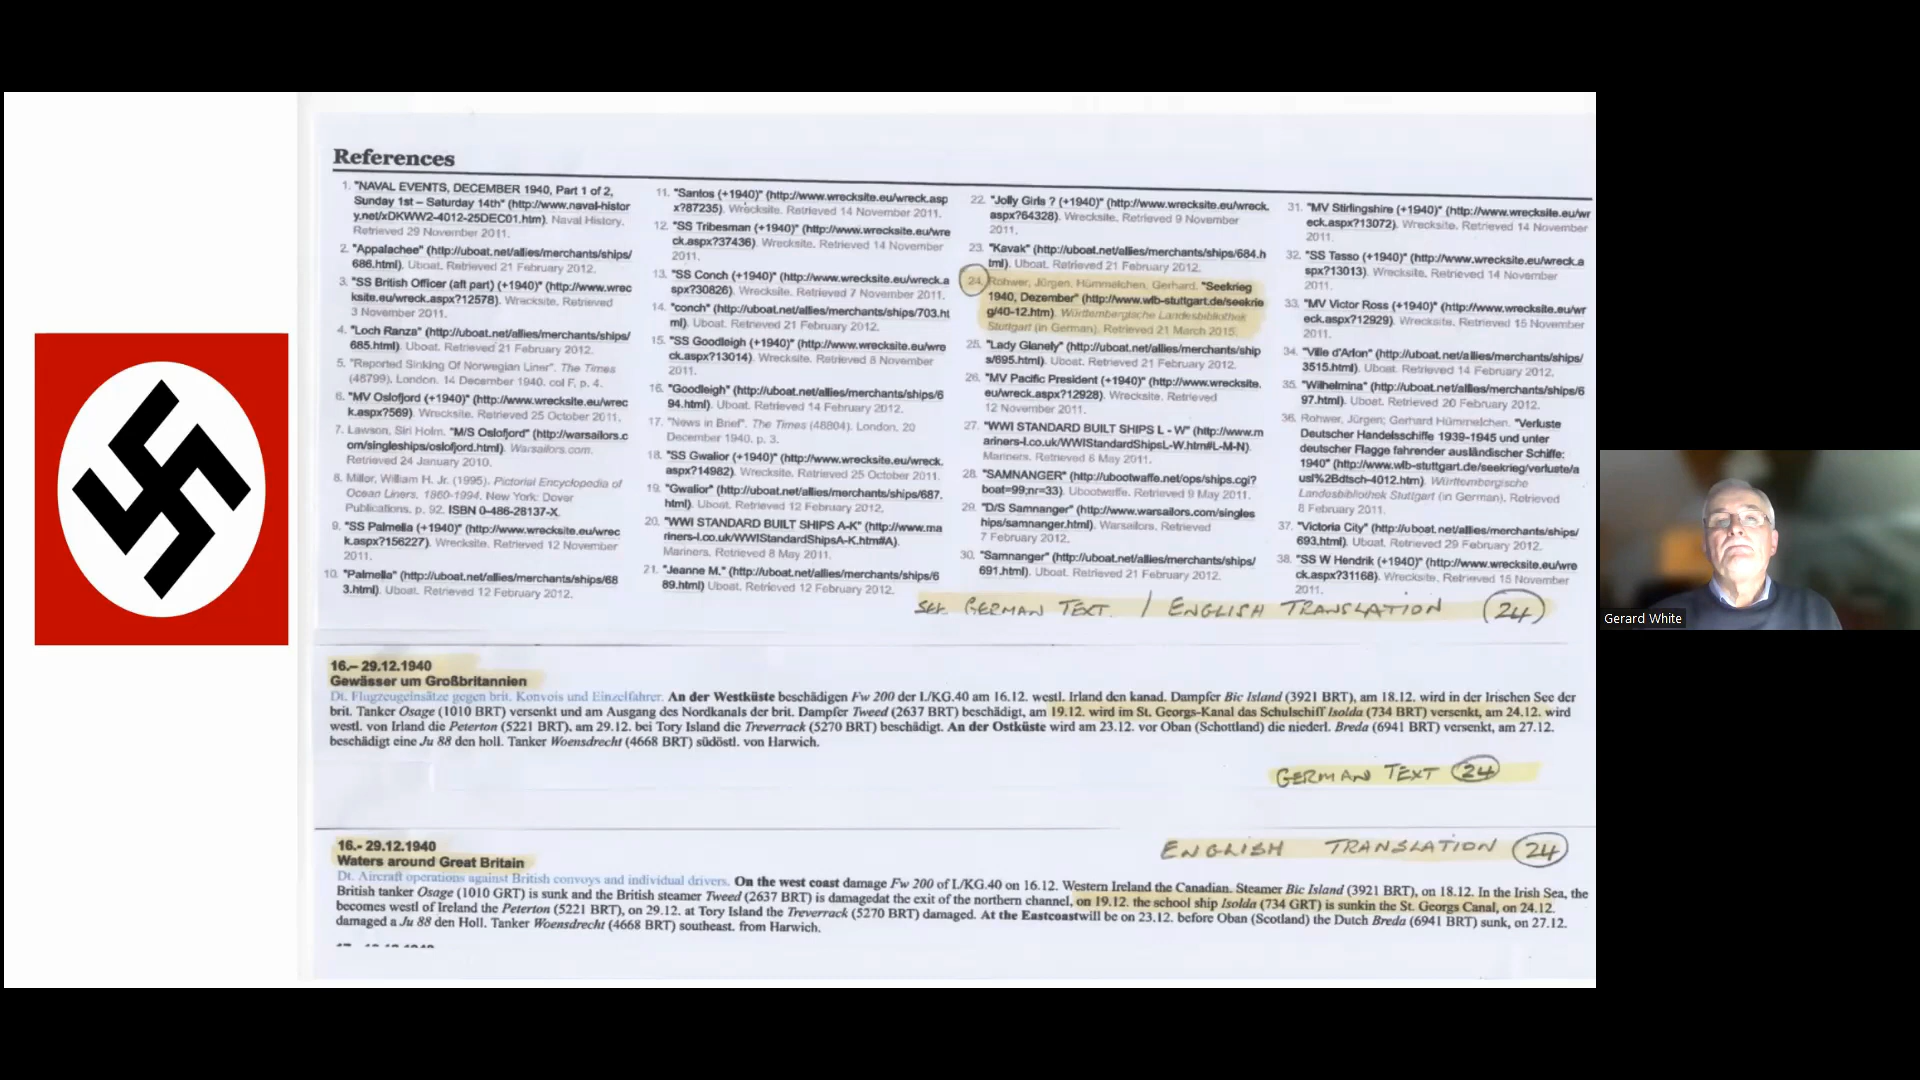 References
1. "NAVAL EVENTS, DECEMBER 1940, Part 1 of 2,
Sunday 1st – Saturday 14th" (http://www.naval-histor
y.net/xDKWW2-4012-25DEC01.htm). Naval History.
Retrieved 29 November 2011.
2. "Appalachee" (http://uboat.net/allies/merchants/ships/
686.html). Uboat. Retrieved 21 February 2012.
3. "SS British Officer (aft part) (+1940)" (http://www.wrec
ksite.eu/wreck.aspx?12578). Wrecksite. Retrieved
3 November 2011.
4. "Loch Ranza" (http://uboat.net/allies/merchants/ships/
685.html). Uboat. Retrieved 21 February 2012.
5. "Reported Sinking Of Norwegian Liner". The Times
(48799). London. 14 December 1940. col F, p. 4.
6. "MV Oslofjord (+1940)" (http://www.wrecksite.eu/wrec
k.aspx?569). Wrecksite. Retrieved 25 October 2011.
7. Lawson, Siri Holm. "M/S Oslofjord" (http://warsailors.c
om/singleships/oslofjord.html). Warsailors.com.
Retrieved 24 January 2010.
8. Miller, William H. Jr. (1995). Pictorial Encyclopedia of
Ocean Liners, 1860-1994. New York: Dover
Publications. p. 92. ISBN 0-486-28137-X.
9. "SS Palmella (+1940)" (http://www.wrecksite.eu/wrec
k.aspx?156227). Wrecksite. Retrieved 12 November
2011.
10. "Palmella" (http://uboat.net/allies/merchants/ships/68
3.html). Uboat. Retrieved 12 February 2012.
11. "Santos (+1940)" (http://www.wrecksite.eu/wreck.asp
x?87235). Wrecksite. Retrieved 14 November 2011.
12. "SS Tribesman (+1940)" (http://www.wrecksite.eu/wre
ck.aspx?37436). Wrecksite. Retrieved 14 November
2011.
13. "SS Conch (+1940)" (http://www.wrecksite.eu/wreck.a
spx?30826). Wrecksite. Retrieved 7 November 2011.
14. "conch" (http://uboat.net/allies/merchants/ships/703.ht
ml). Uboat. Retrieved 21 February 2012.
15. "SS Goodleigh (+1940)" (http://www.wrecksite.eu/wre
ck.aspx?13014). Wrecksite. Retrieved 8 November
2011.
16. "Goodleigh" (http://uboat.net/allies/merchants/ships/6
94.html). Uboat. Retrieved 14 February 2012.
17. "News in Brief". The Times (48804). London. 20
December 1940. p. 3.
18. "SS Gwalior (+1940)" (http://www.wrecksite.eu/wreck.
aspx?14982). Wrecksite. Retrieved 25 October 2011.
19. "Gwalior" (http://uboat.net/allies/merchants/ships/687.
html). Uboat. Retrieved 12 February 2012.
20. "WWI STANDARD BUILT SHIPS A-K" (http://www.ma
riners-l.co.uk/WWIStandardShipsA-K.htm#A).
Mariners. Retrieved 8 May 2011.
21. "Jeanne M." (http://uboat.net/allies/merchants/ships/6
89.html) Uboat. Retrieved 12 February 2012.
22. "Jolly Girls ? (+1940)" (http://www.wrecksite.eu/wreck.
aspx?64328). Wrecksite. Retrieved 9 November
2011.
23. "Kavak" (http://uboat.net/allies/merchants/ships/684.h
tml). Uboat. Retrieved 21 February 2012.
24. Rohwer, Jürgen, Hümmelchen, Gerhard. "Seekrieg
1940, Dezember" (http://www.wlb-stuttgart.de/seekrie
g/40-12.htm). Württembergische Landesbibliothek
Stuttgart (in German). Retrieved 21 March 2015.
25. "Lady Glanely" (http://uboat.net/allies/merchants/ship
s/695.html). Uboat. Retrieved 21 February 2012.
26. "MV Pacific President (+1940)" (http://www.wrecksite.
eu/wreck.aspx?12928). Wrecksite. Retrieved
12 November 2011.
27. "WWI STANDARD BUILT SHIPS L - W" (http://www.m
ariners-l.co.uk/WWIStandardShipsL-W.htm#L-M-N).
Mariners. Retrieved 6 May 2011.
28. "SAMNANGER" (http://ubootwaffe.net/ops/ships.cgi?
boat=99;nr=33). Ubootwaffe. Retrieved 9 May 2011.
29. "D/S Samnanger" (http://www.warsailors.com/singles
hips/samnanger.html). Warsailors. Retrieved
7 February 2012.
30. "Samnanger" (http://uboat.net/allies/merchants/ships/
691.html). Uboat. Retrieved 21 February 2012.
31. "MV Stirlingshire (+1940)" (http://www.wrecksite.eu/wr
eck.aspx?13072). Wrecksite. Retrieved 14 November
2011.
32. "SS Tasso (+1940)" (http://www.wrecksite.eu/wreck.a
spx?13013). Wrecksite. Retrieved 14 November
2011.
33. "MV Victor Ross (+1940)" (http://www.wrecksite.eu/wr
eck.aspx?12929). Wrecksite. Retrieved 15 November
2011.
34. "Ville d'Arlon" (http://uboat.net/allies/merchants/ships/
3515.html). Uboat. Retrieved 14 February 2012.
35. "Wilhelmina" (http://uboat.net/allies/merchants/ships/6
97.html). Uboat. Retrieved 20 February 2012.
36. Rohwer, Jürgen; Gerhard Hümmelchen. "Verluste
Deutscher Handelsschiffe 1939-1945 und unter
deutscher Flagge fahrender ausländischer Schiffe:
1940" (http://www.wlb-stuttgart.de/seekrieg/verluste/a
usl%2Bdtsch-4012.htm). Württembergische
Landesbibliothek Stuttgart (in German). Retrieved
8 February 2011.
37. "Victoria City" (http://uboat.net/allies/merchants/ships/
693.html). Uboat. Retrieved 29 February 2012.
38. "SS W Hendrik (+1940)" (http://www.wrecksite.eu/wre
ck.aspx?31168). Wrecksite. Retrieved 15 November
2011.
SEE GERMAN TEXT. / ENGLISH TRANSLATION 24
16.– 29.12.1940
Gewässer um Großbritannien
Dt. Flugzeugeinsätze gegen brit. Konvois und Einzelfahrer. An der Westküste beschädigen Fw 200 der I./KG.40 am 16.12. westl. Irland den kanad. Dampfer Bic Island (3921 BRT), am 18.12. wird in der Irischen See der
brit. Tanker Osage (1010 BRT) versenkt und am Ausgang des Nordkanals der brit. Dampfer Tweed (2637 BRT) beschädigt, am 19.12. wird im St. Georgs-Kanal das Schulschiff Isolda (734 BRT) versenkt, am 24.12. wird
westl. von Irland die Peterton (5221 BRT), am 29.12. bei Tory Island die Treverrack (5270 BRT) beschädigt. An der Ostküste wird am 23.12. vor Oban (Schottland) die niederl. Breda (6941 BRT) versenkt, am 27.12.
beschädigt eine Ju 88 den holl. Tanker Woensdrecht (4668 BRT) südöstl. von Harwich.
GERMAN TEXT 24
ENGLISH TRANSLATION 24
16.- 29.12.1940
Waters around Great Britain
Dt. Aircraft operations against British convoys and individual drivers. On the west coast damage Fw 200 of I./KG.40 on 16.12. Western Ireland the Canadian. Steamer Bic Island (3921 BRT), on 18.12. In the Irish Sea, the
British tanker Osage (1010 GRT) is sunk and the British steamer Tweed (2637 BRT) is damagedat the exit of the northern channel, on 19.12. the school ship Isolda (734 GRT) is sunkin the St. Georgs Canal, on 24.12.
becomes westl of Ireland the Peterton (5221 BRT), on 29.12. at Tory Island the Treverrack (5270 BRT) damaged. At the Eastcoastwill be on 23.12. before Oban (Scotland) the Dutch Breda (6941 BRT) sunk, on 27.12.
damaged a Ju 88 den Holl. Tanker Woensdrecht (4668 BRT) southeast. from Harwich.
Gerard White